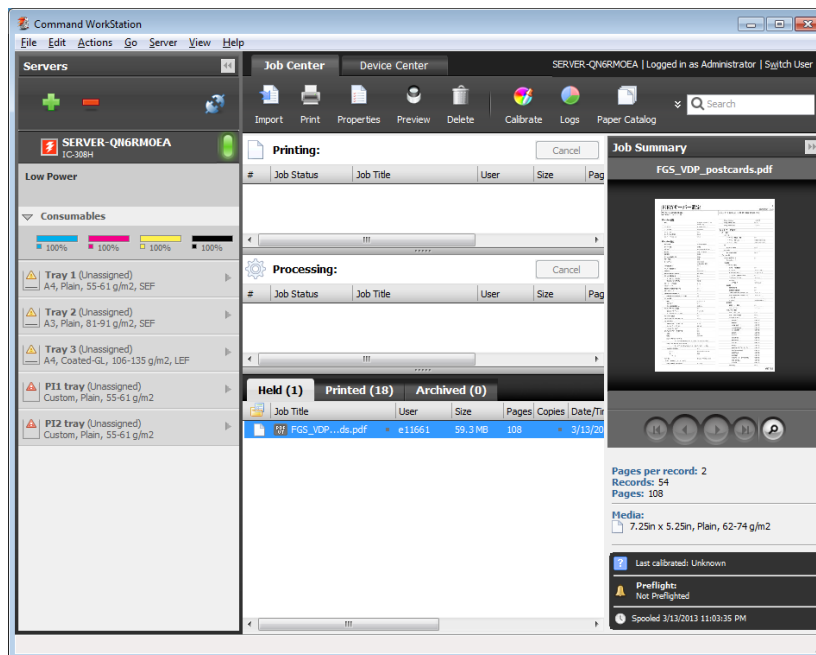 Command WorkStation
File Edit Actions Go Server View Help
Servers
SERVER-QN6RMOEA
IC-308H
Low Power
Consumables
100% 100% 100% 100%
Tray 1 (Unassigned)
A4, Plain, 55-61 g/m2, SEF
Tray 2 (Unassigned)
A3, Plain, 81-91 g/m2, SEF
Tray 3 (Unassigned)
A4, Coated-GL, 106-135 g/m2, LEF
PI1 tray (Unassigned)
Custom, Plain, 55-61 g/m2
PI2 tray (Unassigned)
Custom, Plain, 55-61 g/m2
Job Center Device Center
SERVER-QN6RMOEA | Logged in as Administrator | Switch User
Import Print Properties Preview Delete Calibrate Logs Paper Catalog
Search
Printing: Cancel
# Job Status Job Title User Size Pag
Processing: Cancel
# Job Status Job Title User Size Pag
Held (1) Printed (18) Archived (0)
Job Title User Size Pages Copies Date/Tir
FGS_VDP...ds.pdf e11661 59.3 MB 108 3/13/20
Job Summary
FGS_VDP_postcards.pdf
Pages per record: 2
Records: 54
Pages: 108
Media:
7.25in x 5.25in, Plain, 62-74 g/m2
Last calibrated: Unknown
Preflight:
Not Preflighted
Spooled 3/13/2013 11:03:35 PM